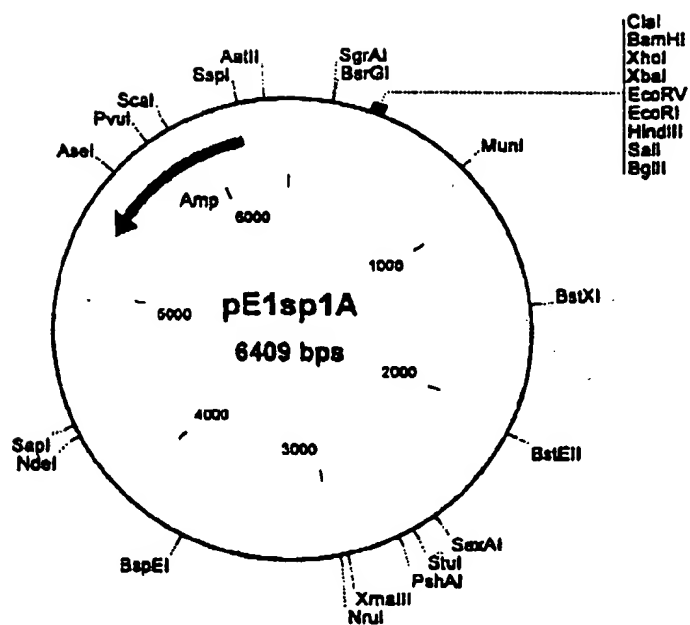 ClaI
BamHI
XhoI
XbaI
EcoRV
EcoRI
HindIII
SalI
BglII
AatII
SspI
SgrAI
BsrGI
ScaI
PvuI
AseI
MunI
Amp
6000
1000
BstXI
5000
pE1sp1A
6409 bps
2000
4000
3000
SapI
NdeI
BstEII
BspEI
SexAI
StuI
PshAI
XmaIII
NruI